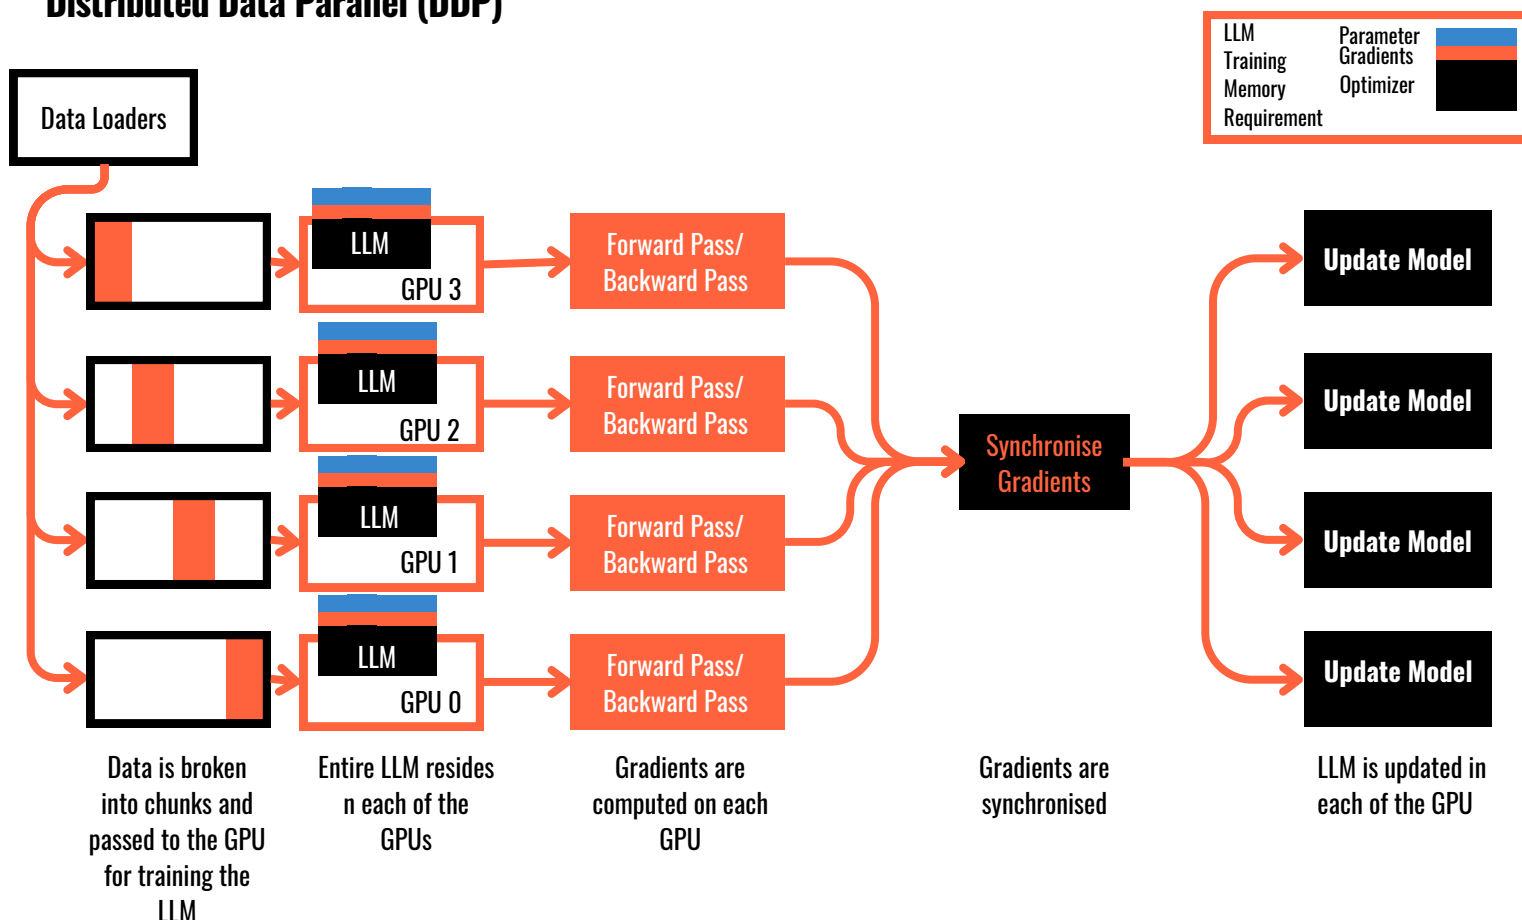 Distributed Data Parallel (DDP)
LLM
Training
Memory
Requirement
Parameter
Gradients
Optimizer
Data Loaders
LLM
GPU 3
Forward Pass/
Backward Pass
Update Model
LLM
GPU 2
Forward Pass/
Backward Pass
Update Model
Synchronise
Gradients
LLM
GPU 1
Forward Pass/
Backward Pass
Update Model
LLM
GPU 0
Forward Pass/
Backward Pass
Update Model
Data is broken
into chunks and
passed to the GPU
for training the
LLM
Entire LLM resides
n each of the
GPUs
Gradients are
computed on each
GPU
Gradients are
synchronised
LLM is updated in
each of the GPU